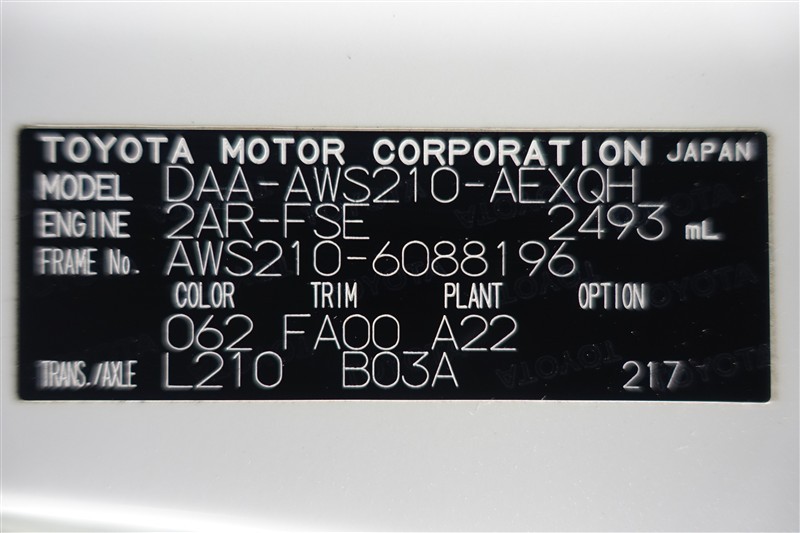 TOYOTA MOTOR CORPORATION JAPAN
MODEL DAA-AWS210-AEXQH
ENGINE 2AR-FSE 2493 mL
FRAME No. AWS210-6088196
COLOR TRIM PLANT OPTION
062 FA00 A22
TRANS./AXLE L210 B03A 217